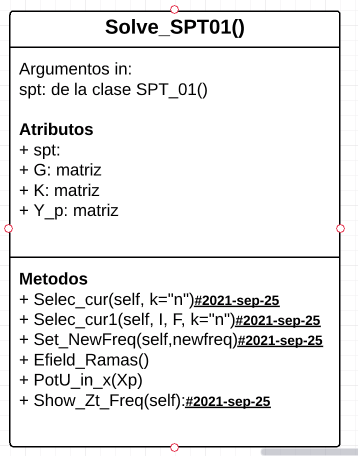 Solve_SPT01()
Argumentos in:
spt: de la clase SPT_01()
Atributos
+ spt:
+ G: matriz
+ K: matriz
+ Y_p: matriz
Metodos
+ Selec_cur(self, k="n")#2021-sep-25
+ Selec_cur1(self, I, F, k="n")#2021-sep-25
+ Set_NewFreq(self,newfreq)#2021-sep-25
+ Efield_Ramas()
+ PotU_in_x(Xp)
+ Show_Zt_Freq(self):#2021-sep-25